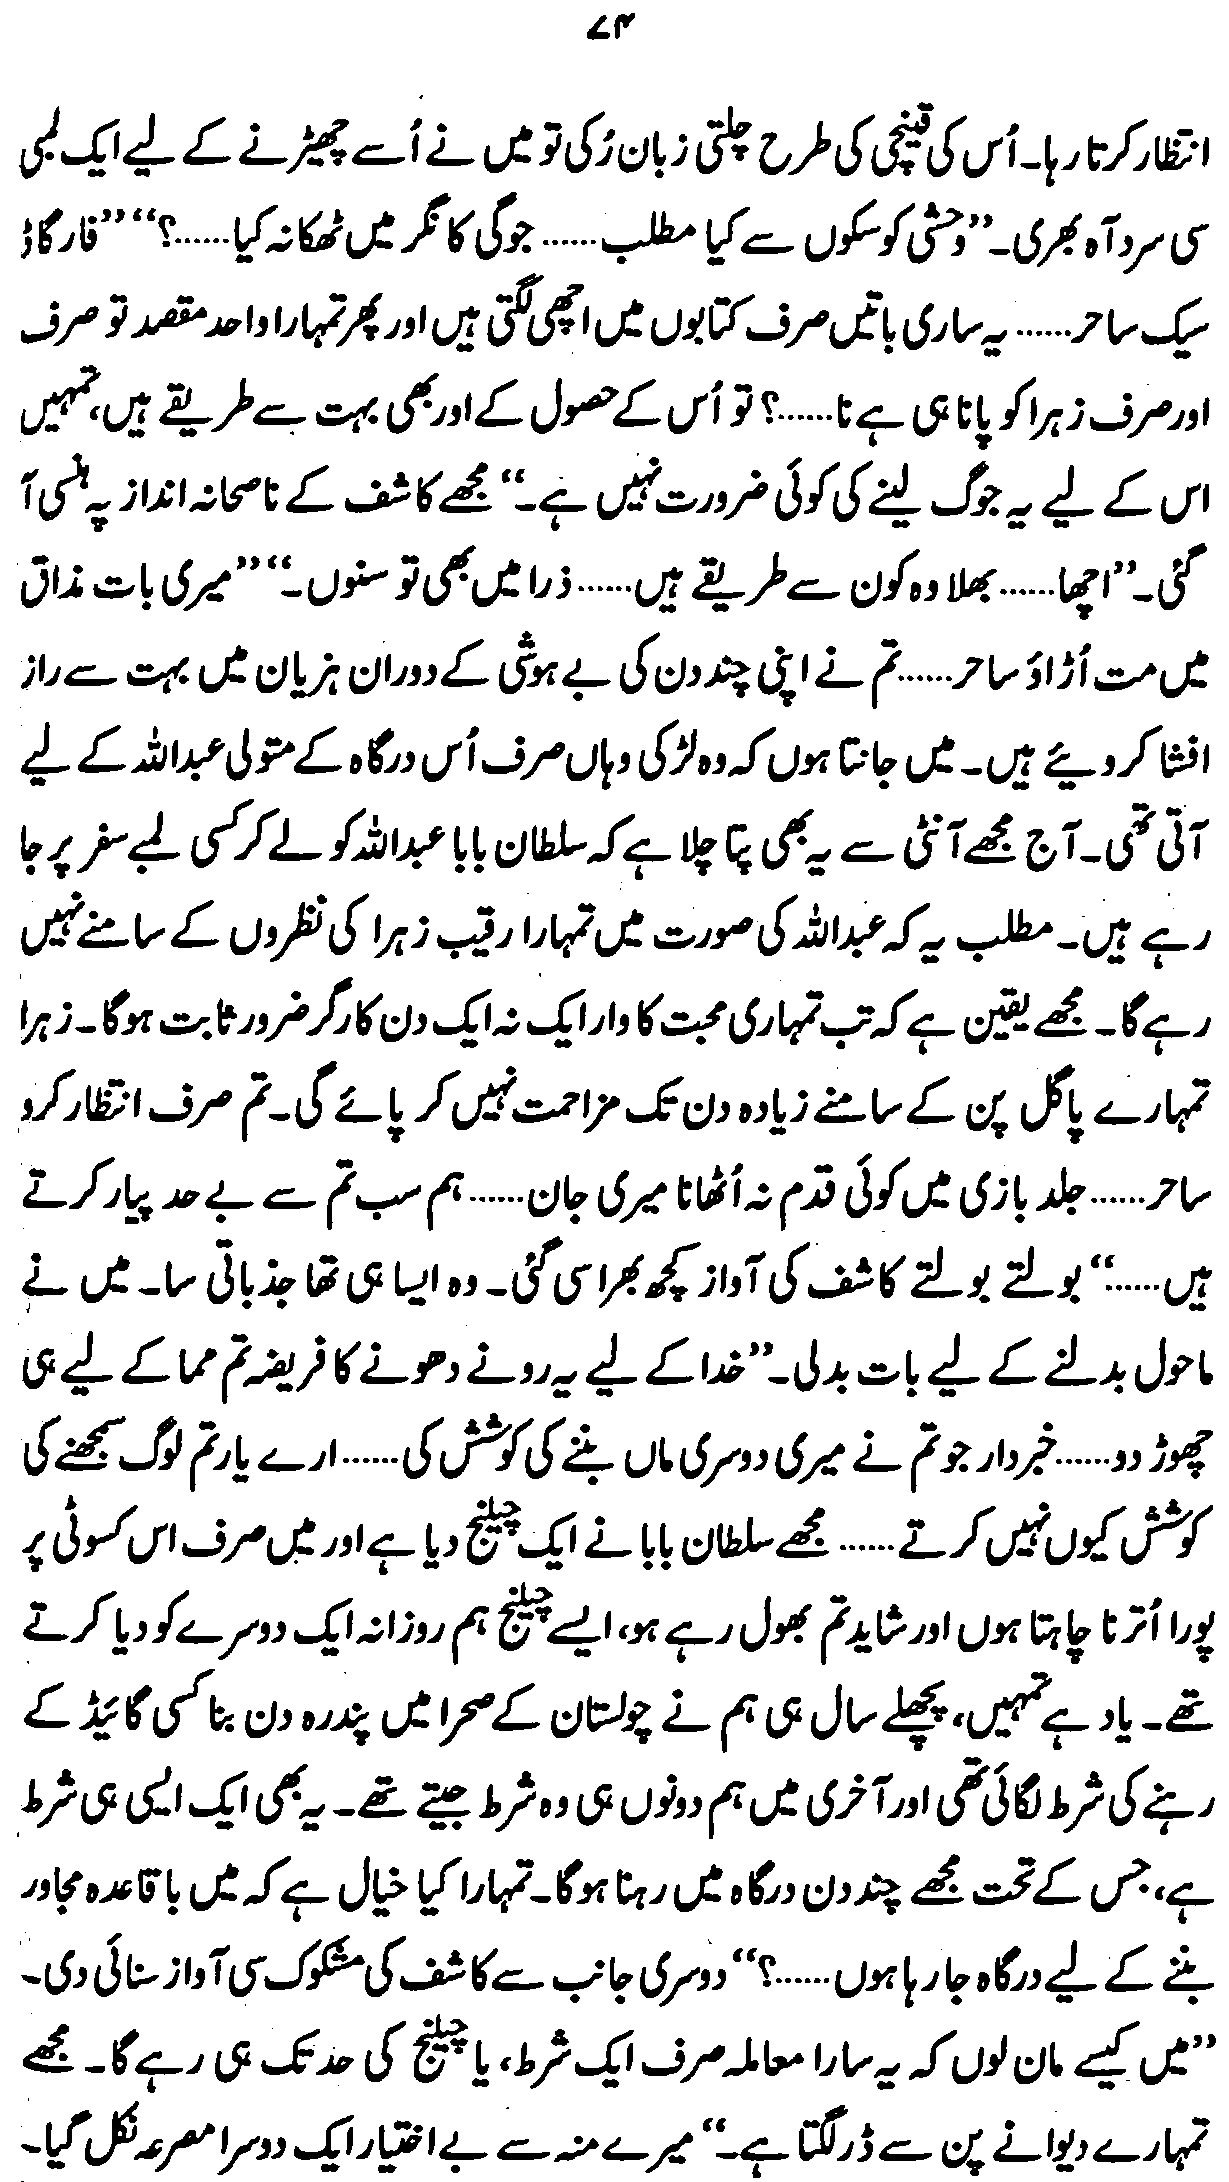 ۷۴
انتظار کرتا رہا۔ اُس کی قینچی کی طرح چلتی زبان رُکی تو میں نے اُسے چھیڑنے کے لیے ایک لمبی
سی سرد آہ بھری۔ ”وحشی کو سکوں سے کیا مطلب...... جوگی کا نگر میں ٹھکانہ کیا......؟“ ”فار گاڈ
سیک ساحر...... یہ ساری باتیں صرف کتابوں میں اچھی لگتی ہیں اور پھر تمہارا واحد مقصد تو صرف
اور صرف زہرا کو پانا ہی ہے نا......؟ تو اُس کے حصول کے اور بھی بہت سے طریقے ہیں، تمہیں
اس کے لیے یہ جوگ لینے کی کوئی ضرورت نہیں ہے۔“ مجھے کاشف کے ناصحانہ انداز پہ ہنسی آ
گئی۔ ”اچھا...... بھلا وہ کون سے طریقے ہیں...... ذرا میں بھی تو سنوں۔“ ”میری بات مذاق
میں مت اُڑاؤ ساحر...... تم نے اپنی چند دن کی بے ہوشی کے دوران ہزیان میں بہت سے راز
افشا کر دیئے ہیں۔ میں جانتا ہوں کہ وہ لڑکی وہاں صرف اُس درگاہ کے متولی عبداللہ کے لیے
آتی تھی۔ آج مجھے آنٹی سے یہ بھی پتا چلا ہے کہ سلطان بابا عبداللہ کو لے کر کسی لمبے سفر پر جا
رہے ہیں۔ مطلب یہ کہ عبداللہ کی صورت میں تمہارا رقیب زہرا کی نظروں کے سامنے نہیں
رہے گا۔ مجھے یقین ہے کہ تب تمہاری محبت کا وار ایک نہ ایک دن کارگر ضرور ثابت ہوگا۔ زہرا
تمہارے پاگل پن کے سامنے زیادہ دن تک مزاحمت نہیں کر پائے گی۔ تم صرف انتظار کرو
ساحر...... جلد بازی میں کوئی قدم نہ اُٹھانا میری جان...... ہم سب تم سے بے حد پیار کرتے
ہیں......“ بولتے بولتے کاشف کی آواز کچھ بھرا سی گئی۔ وہ ایسا ہی تھا جذباتی سا۔ میں نے
ماحول بدلنے کے لیے بات بدلی۔ ”خدا کے لیے یہ رونے دھونے کا فریضہ تم مما کے لیے ہی
چھوڑ دو...... خبردار جو تم نے میری دوسری ماں بننے کی کوشش کی...... ارے یار تم لوگ سمجھنے کی
کوشش کیوں نہیں کرتے...... مجھے سلطان بابا نے ایک چیلنج دیا ہے اور میں صرف اس کسوٹی پر
پورا اُترنا چاہتا ہوں اور شاید تم بھول رہے ہو، ایسے چیلنج ہم روزانہ ایک دوسرے کو دیا کرتے
تھے۔ یاد ہے تمہیں، پچھلے سال ہی ہم نے چولستان کے صحرا میں پندرہ دن بنا کسی گائیڈ کے
رہنے کی شرط لگائی تھی اور آخری میں ہم دونوں ہی وہ شرط جیتے تھے۔ یہ بھی ایک ایسی ہی شرط
ہے، جس کے تحت مجھے چند دن درگاہ میں رہنا ہوگا۔ تمہارا کیا خیال ہے کہ میں باقاعدہ مجاور
بننے کے لیے درگاہ جا رہا ہوں......؟“ دوسری جانب سے کاشف کی مشکوک سی آواز سنائی دی۔
”میں کیسے مان لوں کہ یہ سارا معاملہ صرف ایک شرط، یا چیلنج کی حد تک ہی رہے گا۔ مجھے
تمہارے دیوانے پن سے ڈر لگتا ہے۔“ میرے منہ سے بے اختیار ایک دوسرا مصرعہ نکل گیا۔